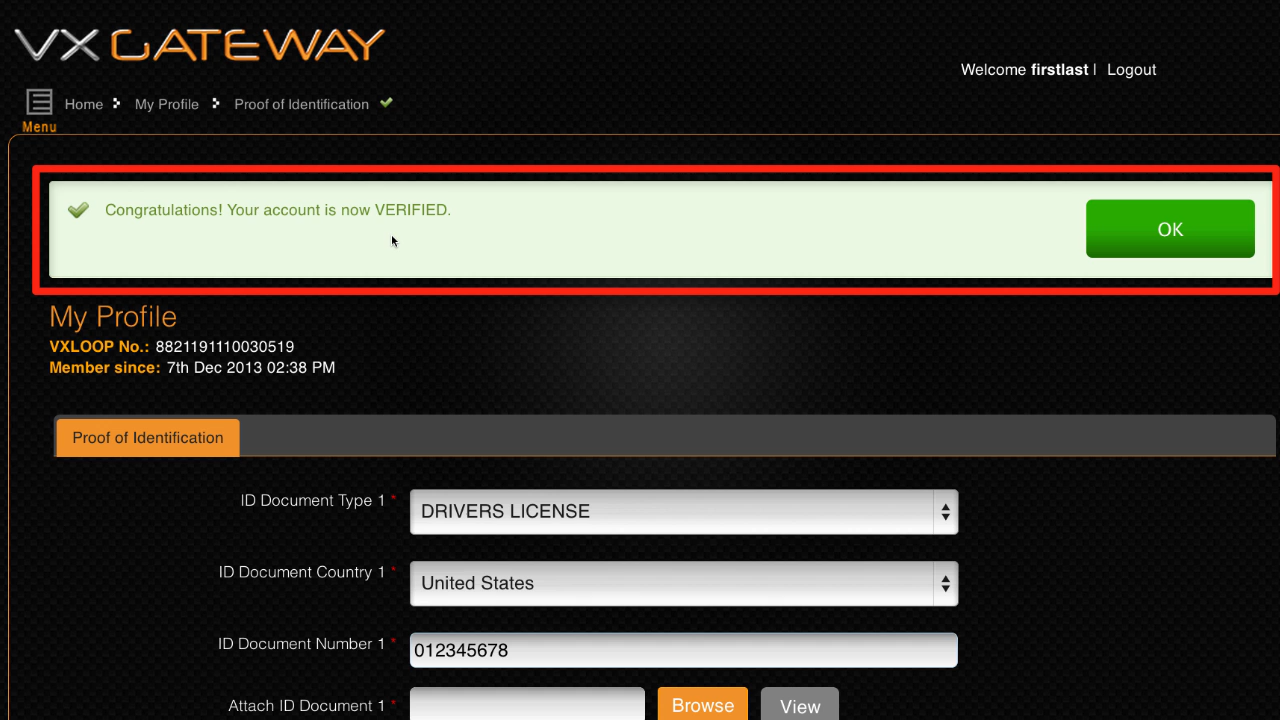 VXGATEWAY
Welcome firstlast | Logout
Menu
Home My Profile Proof of Identification
Congratulations! Your account is now VERIFIED.
OK
My Profile
VXLOOP No.: 8821191110030519
Member since: 7th Dec 2013 02:38 PM
Proof of Identification
ID Document Type 1 * DRIVERS LICENSE
ID Document Country 1 * United States
ID Document Number 1 * 012345678
Attach ID Document 1 * Browse View